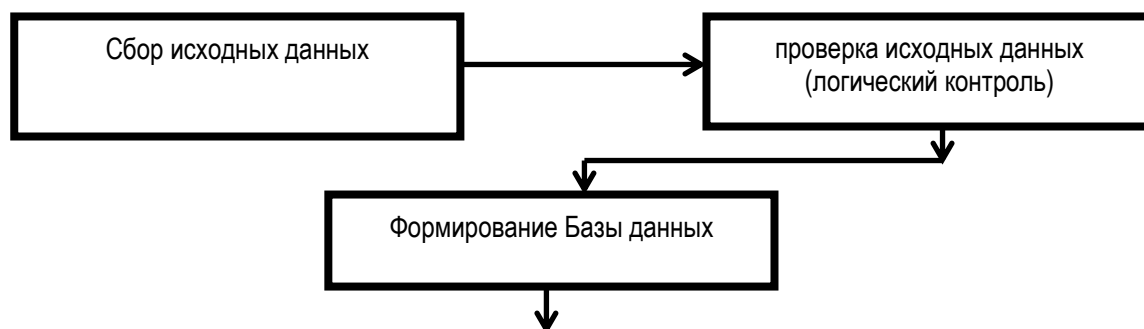 Сбор исходных данных
проверка исходных данных
(логический контроль)
Формирование Базы данных